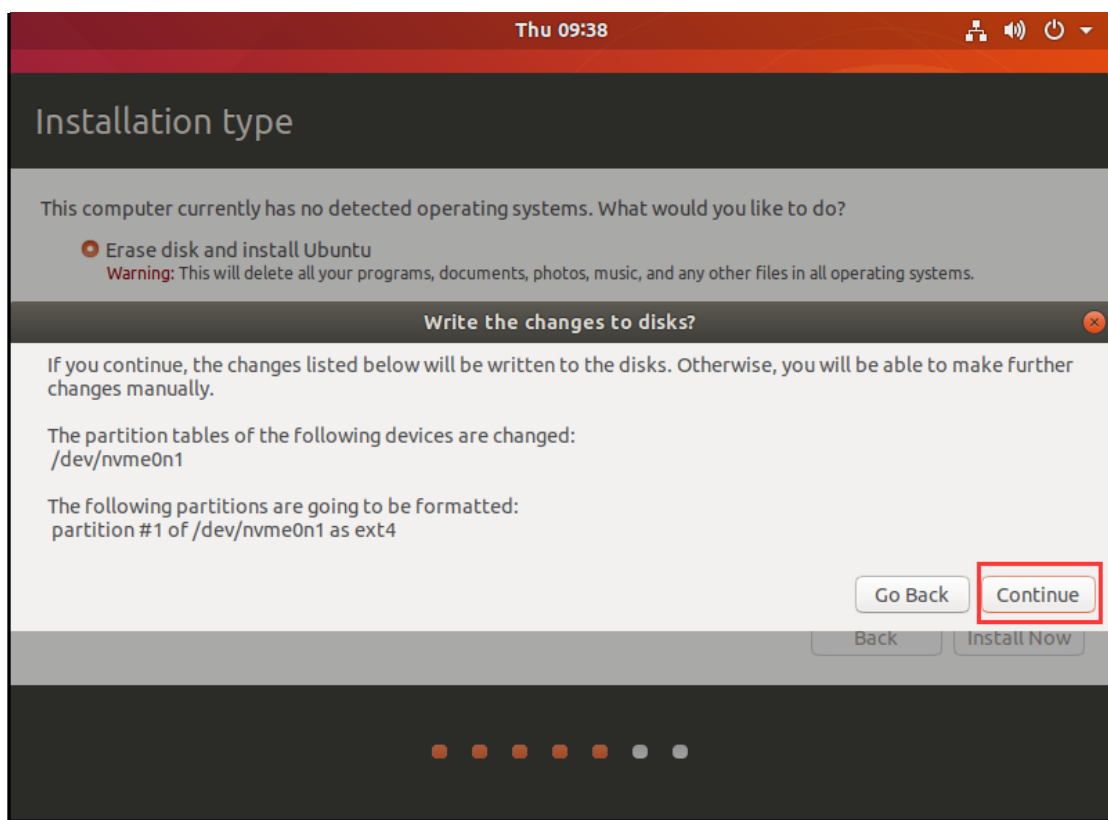 Thu 09:38
Installation type
This computer currently has no detected operating systems. What would you like to do?
Erase disk and install Ubuntu
Warning: This will delete all your programs, documents, photos, music, and any other files in all operating systems.
Write the changes to disks?
If you continue, the changes listed below will be written to the disks. Otherwise, you will be able to make further
changes manually.
The partition tables of the following devices are changed:
/dev/nvme0n1
The following partitions are going to be formatted:
partition #1 of /dev/nvme0n1 as ext4
Go Back Continue
Back Install Now